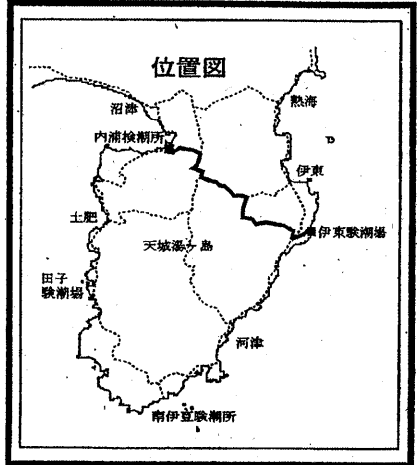 位置図
沼津
熱海
内浦検潮所
伊東
土肥
伊東験潮場
天城湯ヶ島
田子
験潮場
河津
南伊豆験潮所